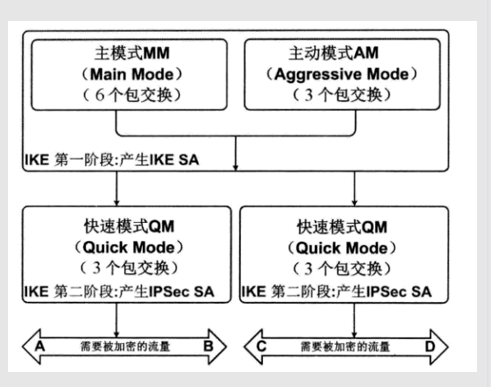 主模式MM
（Main Mode）
（6个包交换）
主动模式AM
（Aggressive Mode）
（3个包交换）
IKE 第一阶段:产生IKE SA
快速模式QM
（Quick Mode）
（3个包交换）
IKE 第二阶段:产生IPSec SA
快速模式QM
（Quick Mode）
（3个包交换）
IKE 第二阶段:产生IPSec SA
A 需要被加密的流量 B
C 需要被加密的流量 D